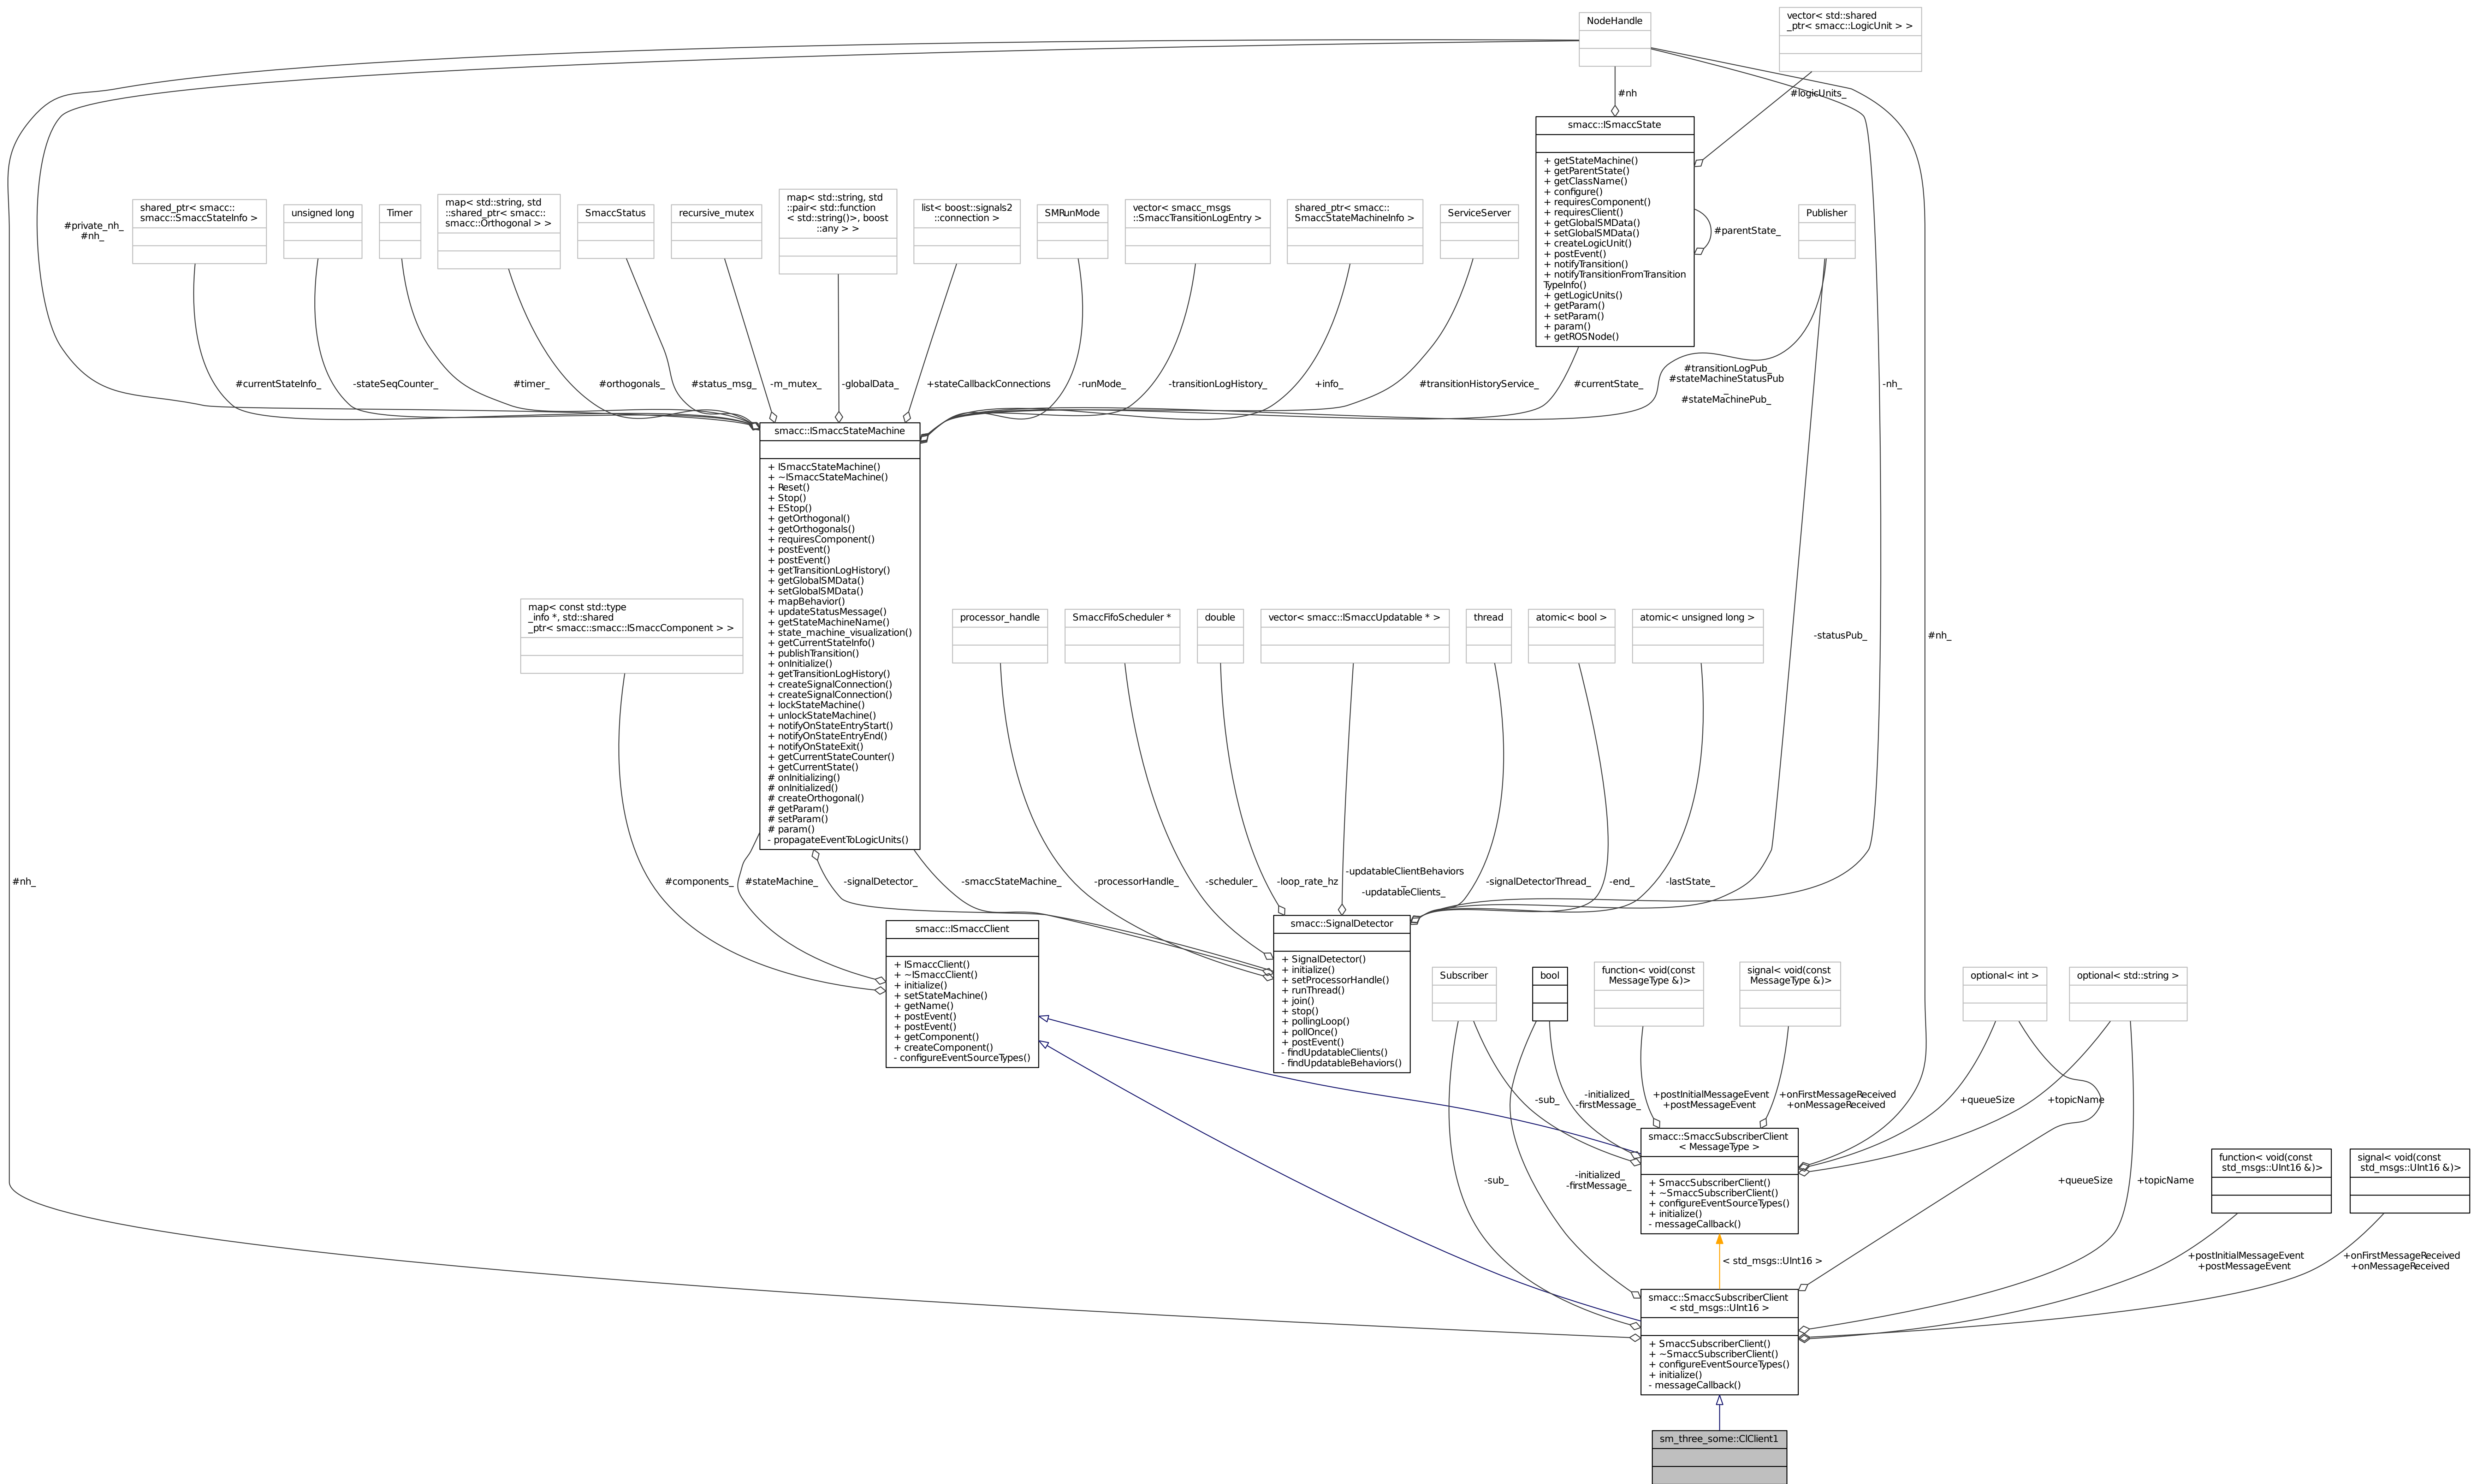 NodeHandle
vector< std::shared
_ptr< smacc::LogicUnit > >
#nh
#logicUnits_
smacc::ISmaccState
+ getStateMachine()
+ getParentState()
+ getClassName()
+ configure()
+ requiresComponent()
+ requiresClient()
+ getGlobalSMData()
+ setGlobalSMData()
+ createLogicUnit()
+ postEvent()
+ notifyTransition()
+ notifyTransitionFromTransition
TypeInfo()
+ getLogicUnits()
+ getParam()
+ setParam()
+ param()
+ getROSNode()
#parentState_
#private_nh_
#nh_
shared_ptr< smacc::
smacc::SmaccStateInfo >
unsigned long
Timer
map< std::string, std
::shared_ptr< smacc::
smacc::Orthogonal > >
SmaccStatus
recursive_mutex
map< std::string, std
::pair< std::function
< std::string()>, boost
::any > >
list< boost::signals2
::connection >
SMRunMode
vector< smacc_msgs
::SmaccTransitionLogEntry >
shared_ptr< smacc::
SmaccStateMachineInfo >
ServiceServer
Publisher
#currentStateInfo_
-stateSeqCounter_
#timer_
#orthogonals_
#status_msg_
-m_mutex_
-globalData_
+stateCallbackConnections
-runMode_
-transitionLogHistory_
+info_
#transitionHistoryService_
#currentState_
#transitionLogPub_
#stateMachineStatusPub
_
#stateMachinePub_
-nh_
smacc::ISmaccStateMachine
+ ISmaccStateMachine()
+ ~ISmaccStateMachine()
+ Reset()
+ Stop()
+ EStop()
+ getOrthogonal()
+ getOrthogonals()
+ requiresComponent()
+ postEvent()
+ postEvent()
+ getTransitionLogHistory()
+ getGlobalSMData()
+ setGlobalSMData()
+ mapBehavior()
+ updateStatusMessage()
+ getStateMachineName()
+ state_machine_visualization()
+ getCurrentStateInfo()
+ publishTransition()
+ onInitialize()
+ getTransitionLogHistory()
+ createSignalConnection()
+ createSignalConnection()
+ lockStateMachine()
+ unlockStateMachine()
+ notifyOnStateEntryStart()
+ notifyOnStateEntryEnd()
+ notifyOnStateExit()
+ getCurrentStateCounter()
+ getCurrentState()
# onInitializing()
# onInitialized()
# createOrthogonal()
# getParam()
# setParam()
# param()
- propagateEventToLogicUnits()
map< const std::type
_info *, std::shared
_ptr< smacc::smacc::ISmaccComponent > >
processor_handle
SmaccFifoScheduler *
double
vector< smacc::ISmaccUpdatable * >
thread
atomic< bool >
atomic< unsigned long >
-statusPub_
#nh_
#nh_
#components_
#stateMachine_
-signalDetector_
-smaccStateMachine_
-processorHandle_
-scheduler_
-loop_rate_hz
-updatableClientBehaviors
_
-updatableClients_
-signalDetectorThread_
-end_
-lastState_
smacc::ISmaccClient
+ ISmaccClient()
+ ~ISmaccClient()
+ initialize()
+ setStateMachine()
+ getName()
+ postEvent()
+ postEvent()
+ getComponent()
+ createComponent()
- configureEventSourceTypes()
smacc::SignalDetector
+ SignalDetector()
+ initialize()
+ setProcessorHandle()
+ runThread()
+ join()
+ stop()
+ pollingLoop()
+ pollOnce()
+ postEvent()
- findUpdatableClients()
- findUpdatableBehaviors()
Subscriber
bool
function< void(const
MessageType &)>
signal< void(const
MessageType &)>
optional< int >
optional< std::string >
-sub_
-initialized_
-firstMessage_
+postInitialMessageEvent
+postMessageEvent
+onFirstMessageReceived
+onMessageReceived
+queueSize
+topicName
smacc::SmaccSubscriberClient
< MessageType >
+ SmaccSubscriberClient()
+ ~SmaccSubscriberClient()
+ configureEventSourceTypes()
+ initialize()
- messageCallback()
function< void(const
std_msgs::UInt16 &)>
signal< void(const
std_msgs::UInt16 &)>
-sub_
-initialized_
-firstMessage_
+queueSize
+topicName
< std_msgs::UInt16 >
+postInitialMessageEvent
+postMessageEvent
+onFirstMessageReceived
+onMessageReceived
smacc::SmaccSubscriberClient
< std_msgs::UInt16 >
+ SmaccSubscriberClient()
+ ~SmaccSubscriberClient()
+ configureEventSourceTypes()
+ initialize()
- messageCallback()
sm_three_some::ClClient1